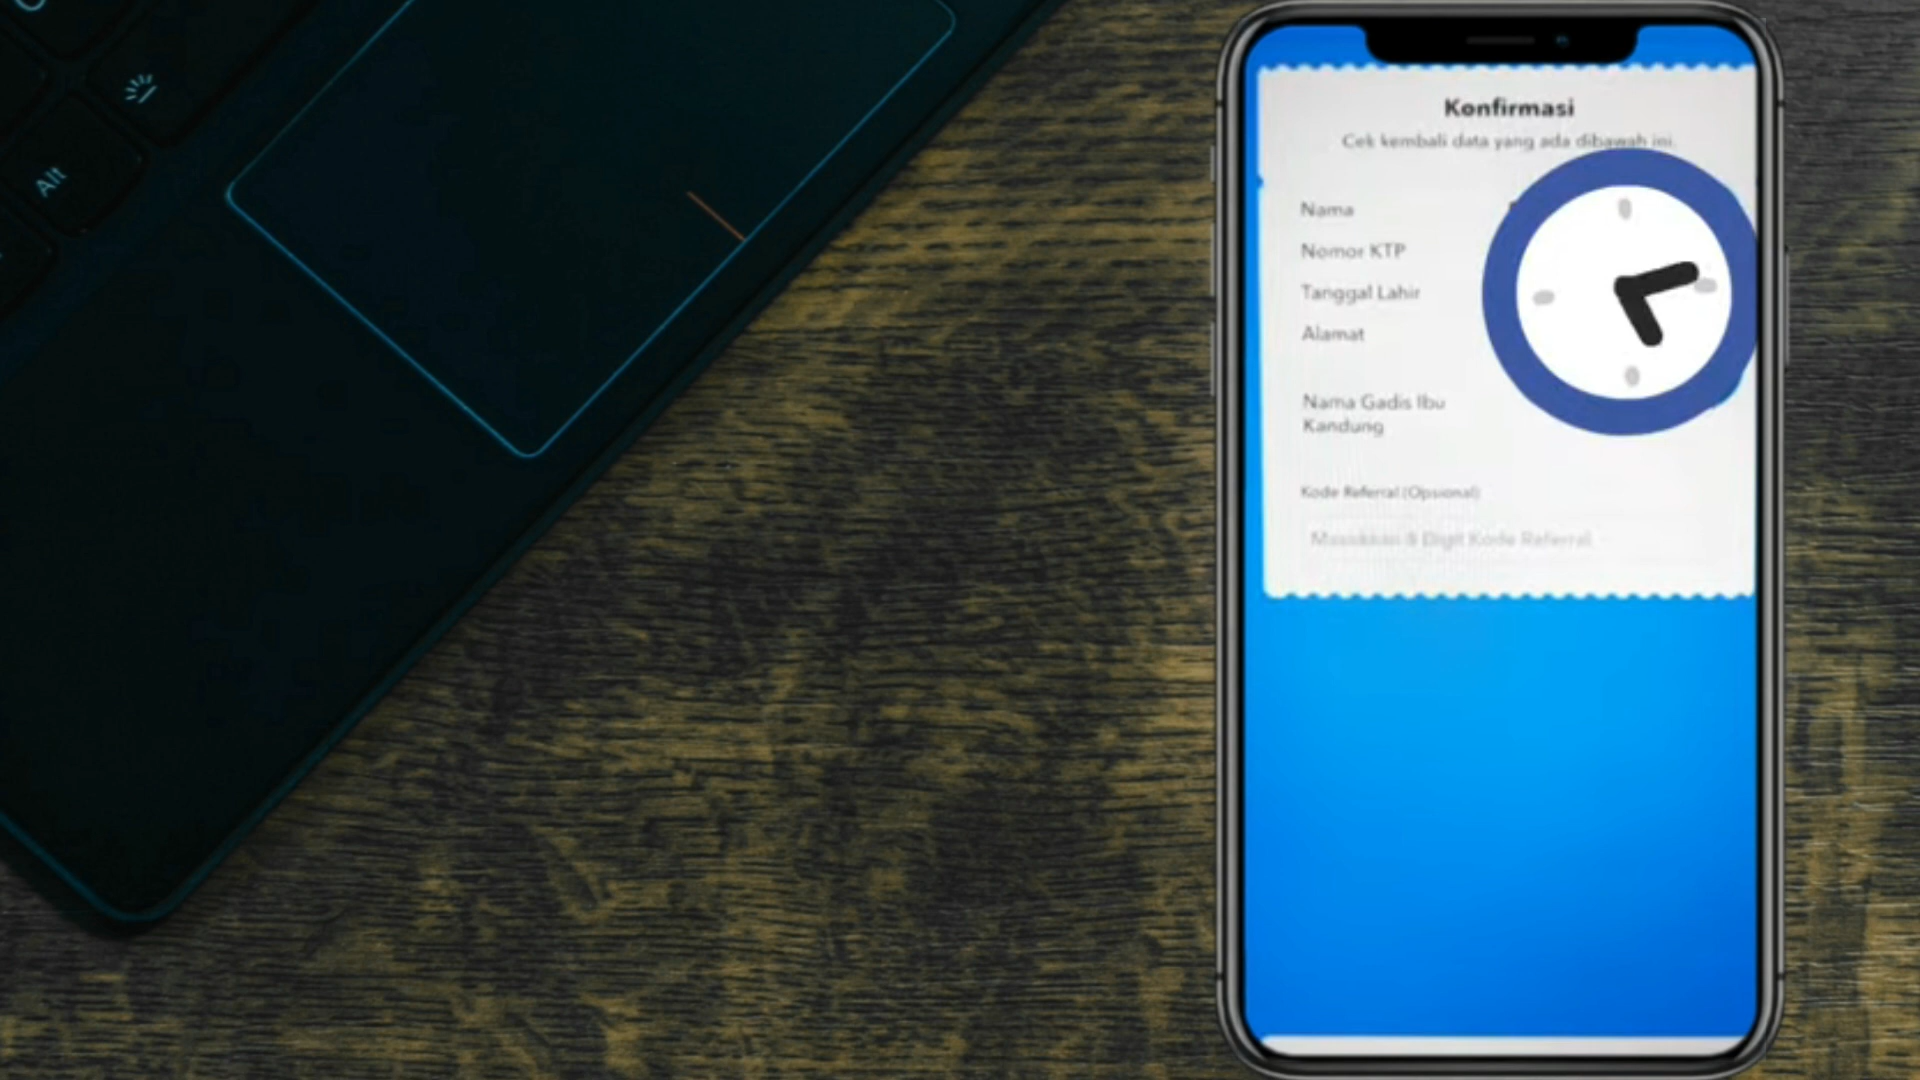 Alt
Konfirmasi
Cek kembali data yang ada dibawah ini.
Nama
Nomor KTP
Tanggal Lahir
Alamat
Nama Gadis Ibu
Kandung
Kode Referral (Opsional)
Masukkan 8 Digit Kode Referral